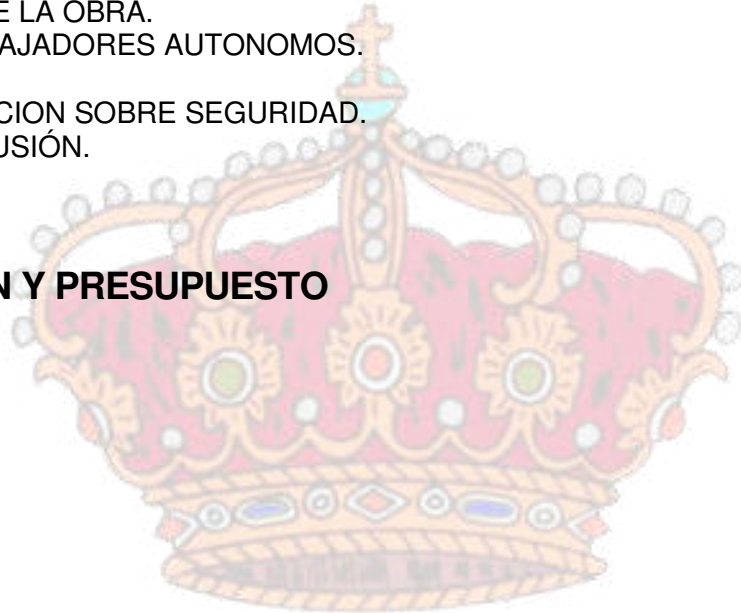 E LA OBRA.
AJADORES AUTONOMOS.
CION SOBRE SEGURIDAD.
USIÓN.
N Y PRESUPUESTO